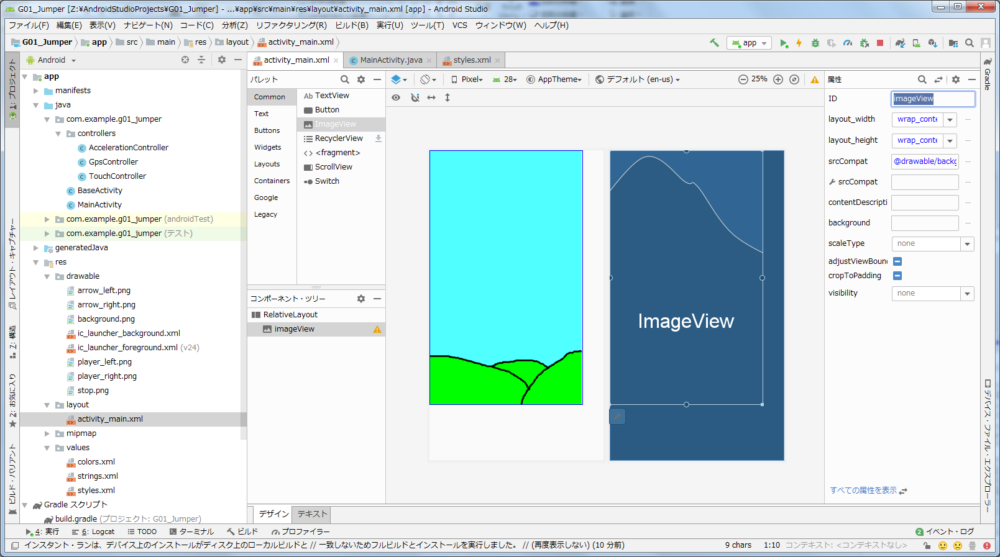 G01_Jumper [Z:¥AndroidStudioProjects¥G01_Jumper] - ...¥app¥src¥main¥res¥layout¥activity_main.xml [app] - Android Studio
ファイル(F) 編集(E) 表示(V) ナビゲート(N) コード(C) 分析(Z) リファクタリング(R) ビルド(B) 実行(U) ツール(T) VCS ウィンドウ(W) ヘルプ(H)
G01_Jumper app src main res layout activity_main.xml
app
Android
activity_main.xml
MainActivity.java
styles.xml
1: プロジェクト
レイアウト・キャプチャー
Z: 構造
2: お気に入り
ビルド・バリアント
app
manifests
java
com.example.g01_jumper
controllers
AccelerationController
GpsController
TouchController
BaseActivity
MainActivity
com.example.g01_jumper (androidTest)
com.example.g01_jumper (テスト)
generatedJava
res
drawable
arrow_left.png
arrow_right.png
background.png
ic_launcher_background.xml
ic_launcher_foreground.xml (v24)
player_left.png
player_right.png
stop.png
layout
activity_main.xml
mipmap
values
colors.xml
strings.xml
styles.xml
Gradle スクリプト
build.gradle (プロジェクト: G01_Jumper)
パレット
Common
Text
Buttons
Widgets
Layouts
Containers
Google
Legacy
Ab TextView
Button
ImageView
RecyclerView
<fragment>
ScrollView
Switch
コンポーネント・ツリー
RelativeLayout
imageView
Pixel 28 AppTheme デフォルト (en-us) 25%
ImageView
デザイン テキスト
属性
ID imageView
layout_width wrap_conte
layout_height wrap_conte
srcCompat @drawable/backg
srcCompat
contentDescripti
background
scaleType none
adjustViewBoun
cropToPadding
visibility none
すべての属性を表示
Gradle
デバイス・ファイル・エクスプローラー
4: 実行 6: Logcat TODO ターミナル ビルド プロファイラー 2 イベント・ログ
インスタント・ランは、デバイス上のインストールがディスク上のローカルビルドと // 一致しないためフルビルドとインストールを実行しました。 // (再度表示しない) (10 分前) 9 chars 1:10 コンテキスト: <コンテキストなし>